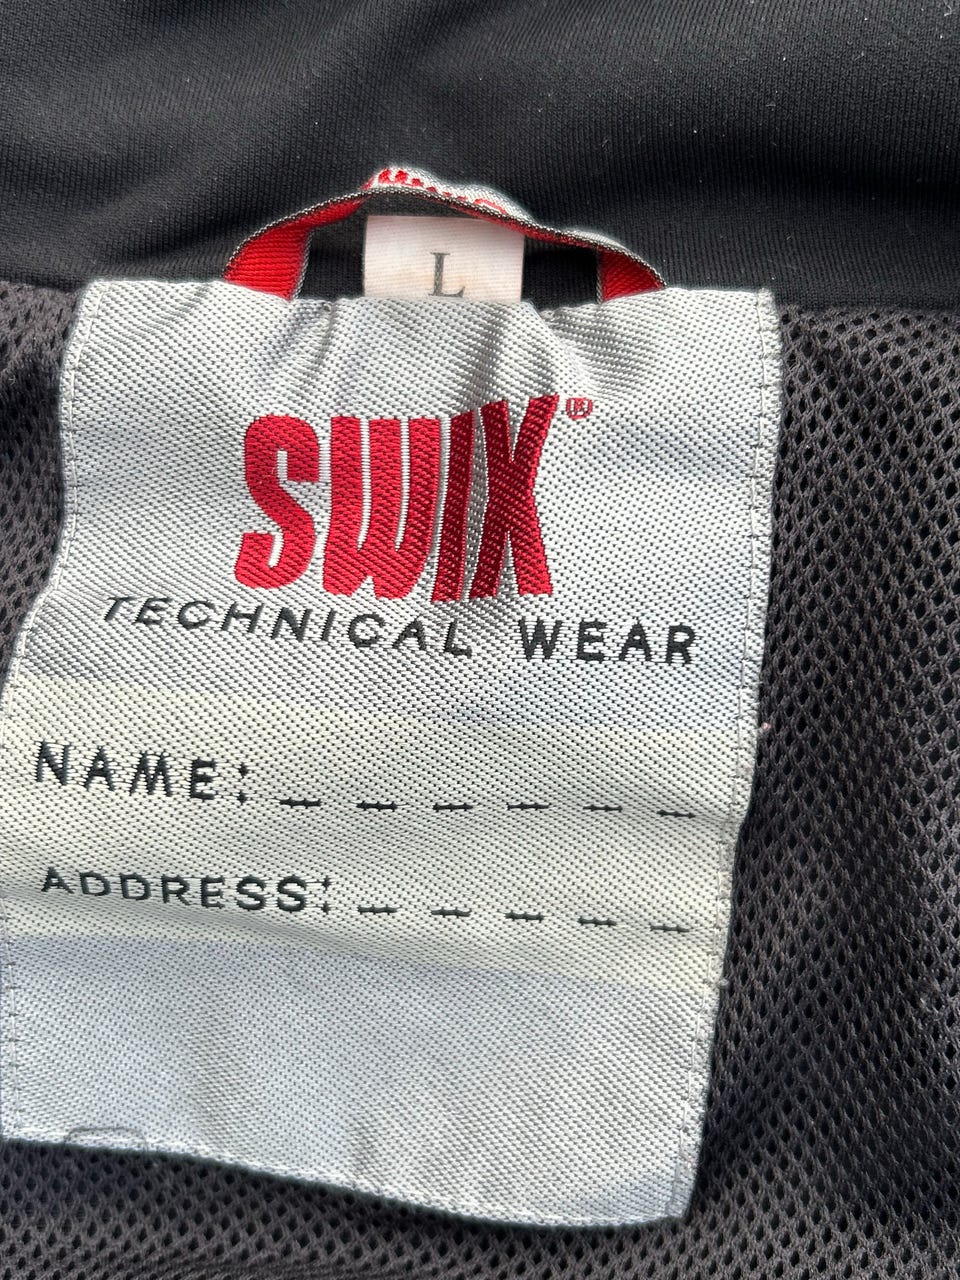 L
SWIX®
TECHNICAL WEAR
NAME: _ _ _ _ _ _
ADDRESS: _ _ _ _ _